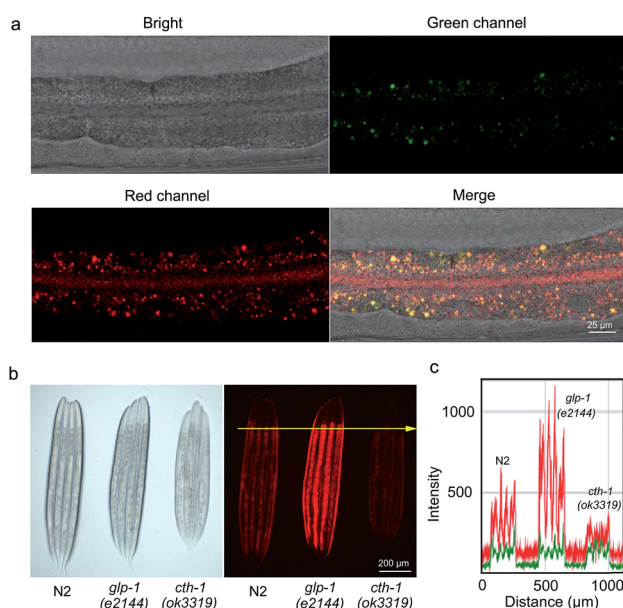 a
Bright
Green channel
Red channel
Merge
25 µm
b
N2
glp-1
(e2144)
cth-1
(ok3319)
N2
glp-1
(e2144)
cth-1
(ok3319)
200 µm
c
Intensity
1000
500
N2
glp-1
(e2144)
cth-1
(ok3319)
0
500
1000
Distance (µm)